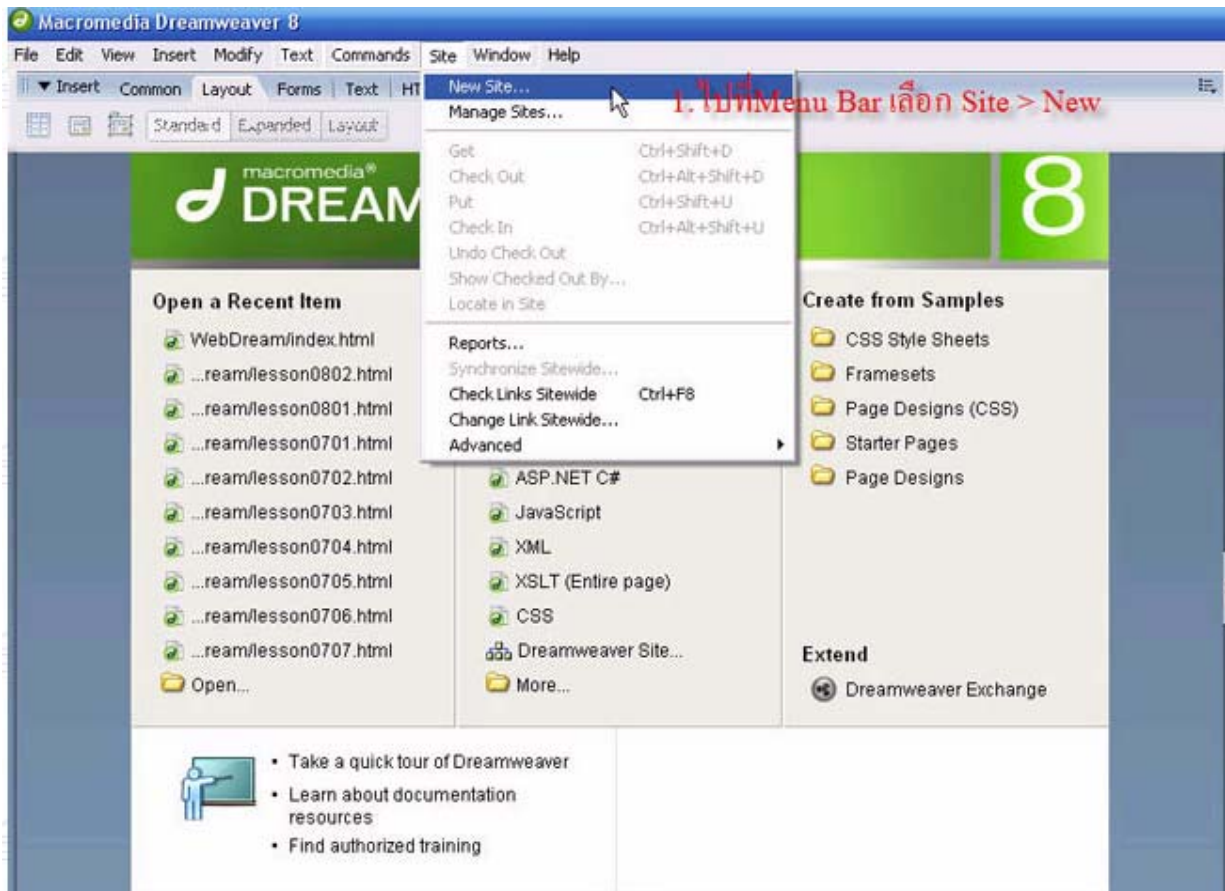 Macromedia Dreamweaver 8
File Edit View Insert Modify Text Commands Site Window Help
Insert Common Layout Forms Text HT
Standard Expanded Layout
New Site...
1. ไปที่Menu Bar เลือก Site > New
Manage Sites...
Get Ctrl+Shift+D
Check Out Ctrl+Alt+Shift+D
Put Ctrl+Shift+U
Check In Ctrl+Alt+Shift+U
Undo Check Out
Show Checked Out By...
Locate in Site
Reports...
Synchronize Sitewide...
Check Links Sitewide Ctrl+F8
Change Link Sitewide...
Advanced
macromedia®
DREAM
8
Open a Recent Item
WebDream/index.html
...ream/lesson0802.html
...ream/lesson0801.html
...ream/lesson0701.html
...ream/lesson0702.html
...ream/lesson0703.html
...ream/lesson0704.html
...ream/lesson0705.html
...ream/lesson0706.html
...ream/lesson0707.html
Open...
ASP.NET C#
JavaScript
XML
XSLT (Entire page)
CSS
Dreamweaver Site...
More...
Create from Samples
CSS Style Sheets
Framesets
Page Designs (CSS)
Starter Pages
Page Designs
Extend
Dreamweaver Exchange
• Take a quick tour of Dreamweaver
• Learn about documentation
resources
• Find authorized training